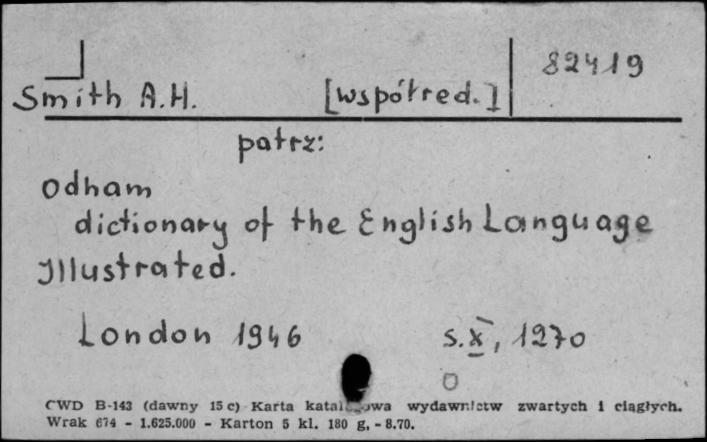 82419
Smith A.H. [współred.]
patrz:
Odham
dictionary of the English Language
Illustrated.
London 1946 s.X, 1270
CWD B-143 (dawny 15 c) Karta wydawnictw zwartych i ciągłych.
Wrak 674 - 1.625.000 - Karton 5 kl. 180 g, - 8.70.